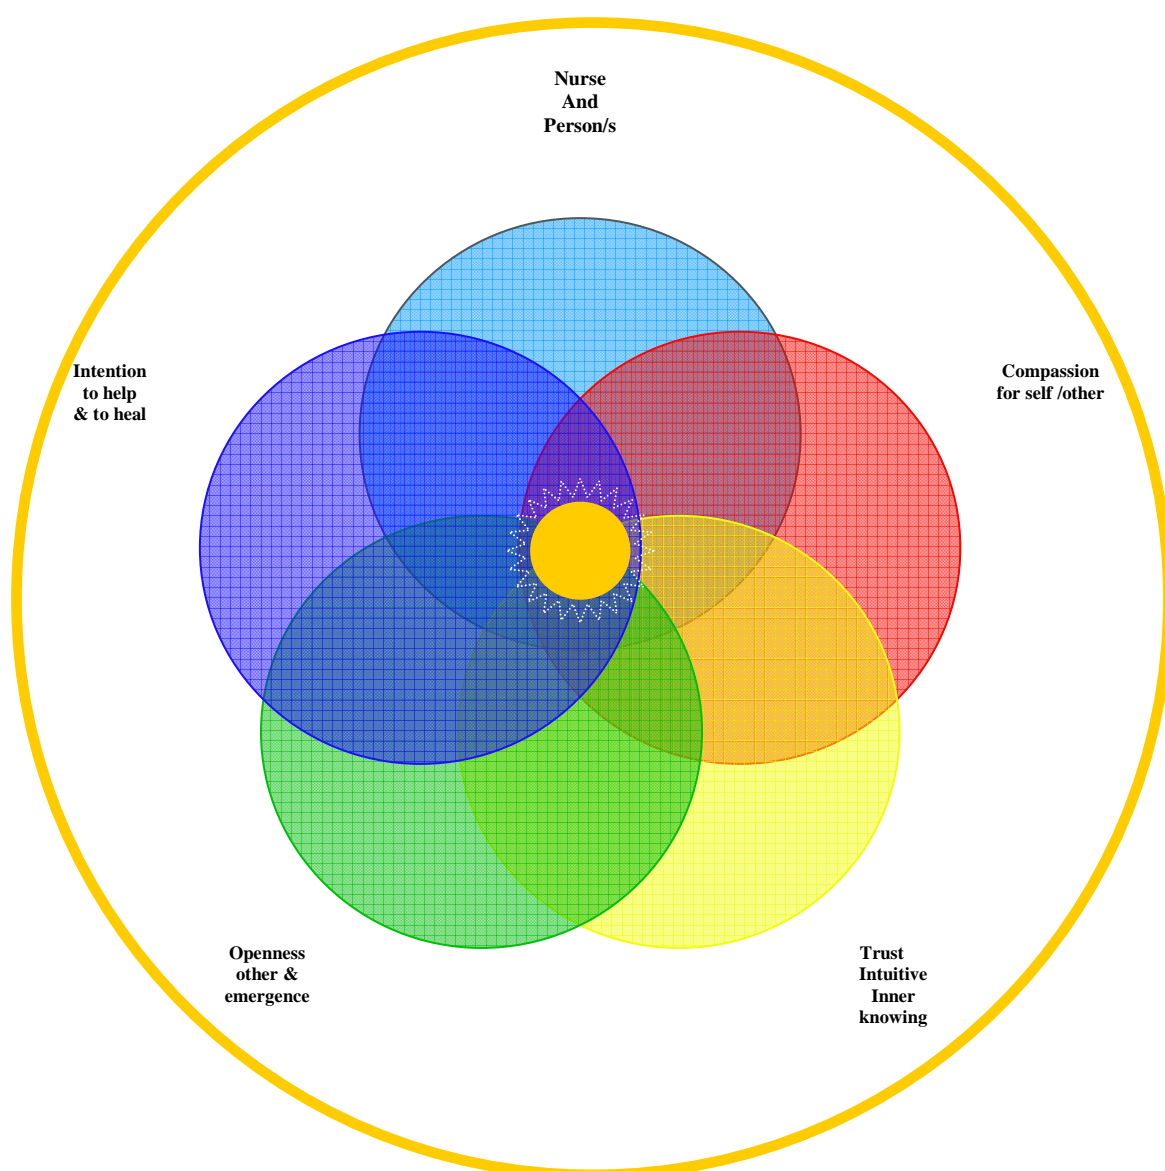 Nurse
And
Person/s
Intention
to help
& to heal
Compassion
for self /other
Openness
other &
emergence
Trust
Intuitive
Inner
knowing